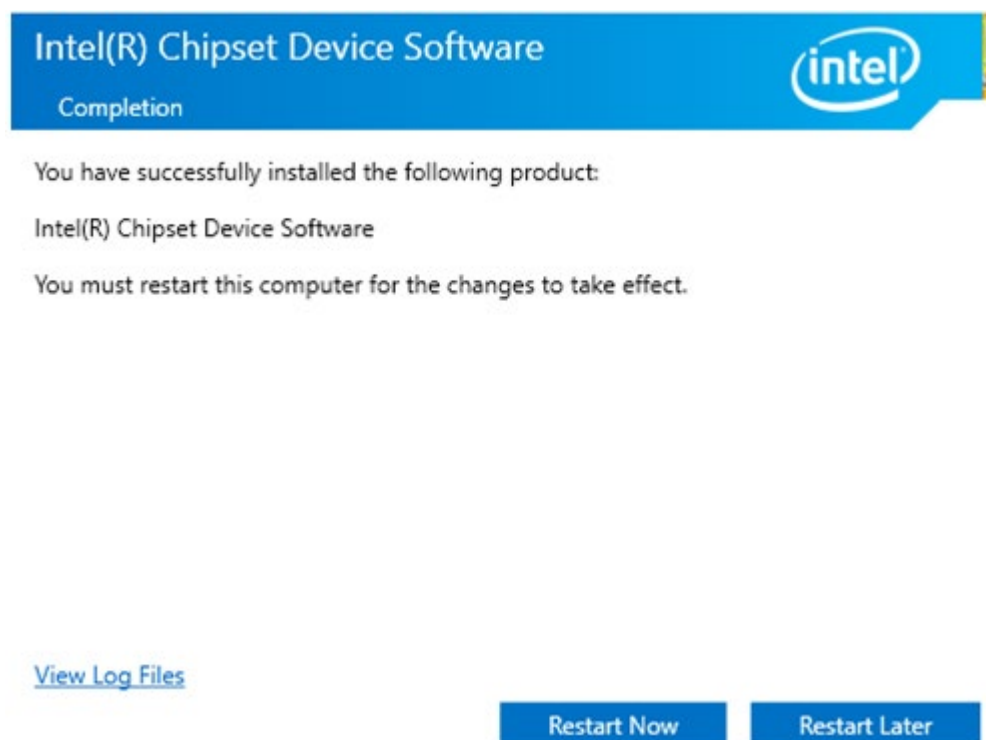 Intel(R) Chipset Device Software
intel
Completion
You have successfully installed the following product:
Intel(R) Chipset Device Software
You must restart this computer for the changes to take effect.
View Log Files
Restart Now
Restart Later